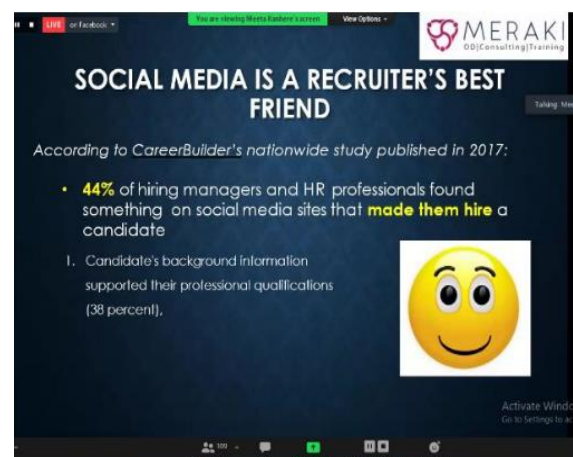 LIVE on Facebook
You are viewing Meeta Kanhere's screen
View Options
MERAKI
OD|Consulting|Training
SOCIAL MEDIA IS A RECRUITER'S BEST
FRIEND
Talking: Mee
According to CareerBuilder's nationwide study published in 2017:
• 44% of hiring managers and HR professionals found
something on social media sites that made them hire a
candidate
1. Candidate's background information
supported their professional qualifications
(38 percent),
Activate Windo
Go to Settings to ac
109